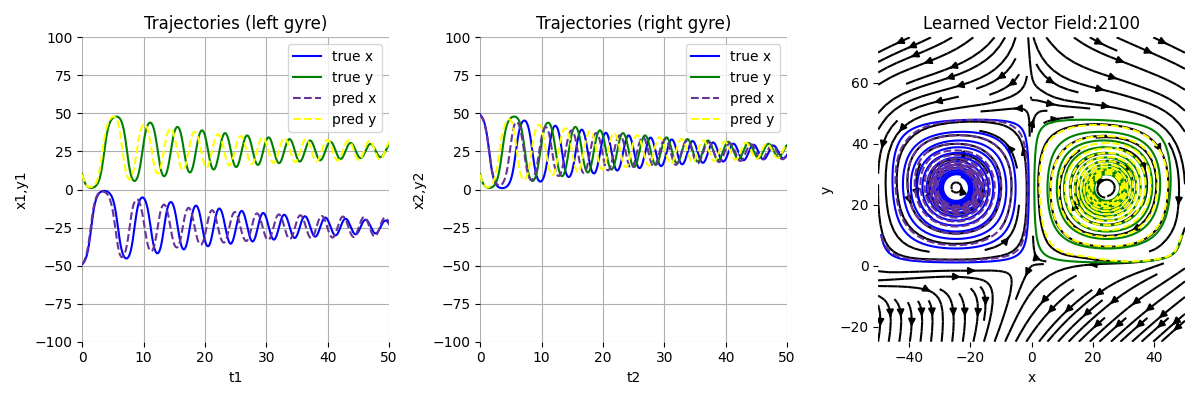 Trajectories (left gyre)
100
75
50
25
0
−25
−50
−75
−100
0 10 20 30 40 50
x1,y1
t1
true x
true y
pred x
pred y
Trajectories (right gyre)
100
75
50
25
0
−25
−50
−75
−100
0 10 20 30 40 50
x2,y2
t2
true x
true y
pred x
pred y
Learned Vector Field:2100
60
40
20
0
−20
−40 −20 0 20 40
y
x